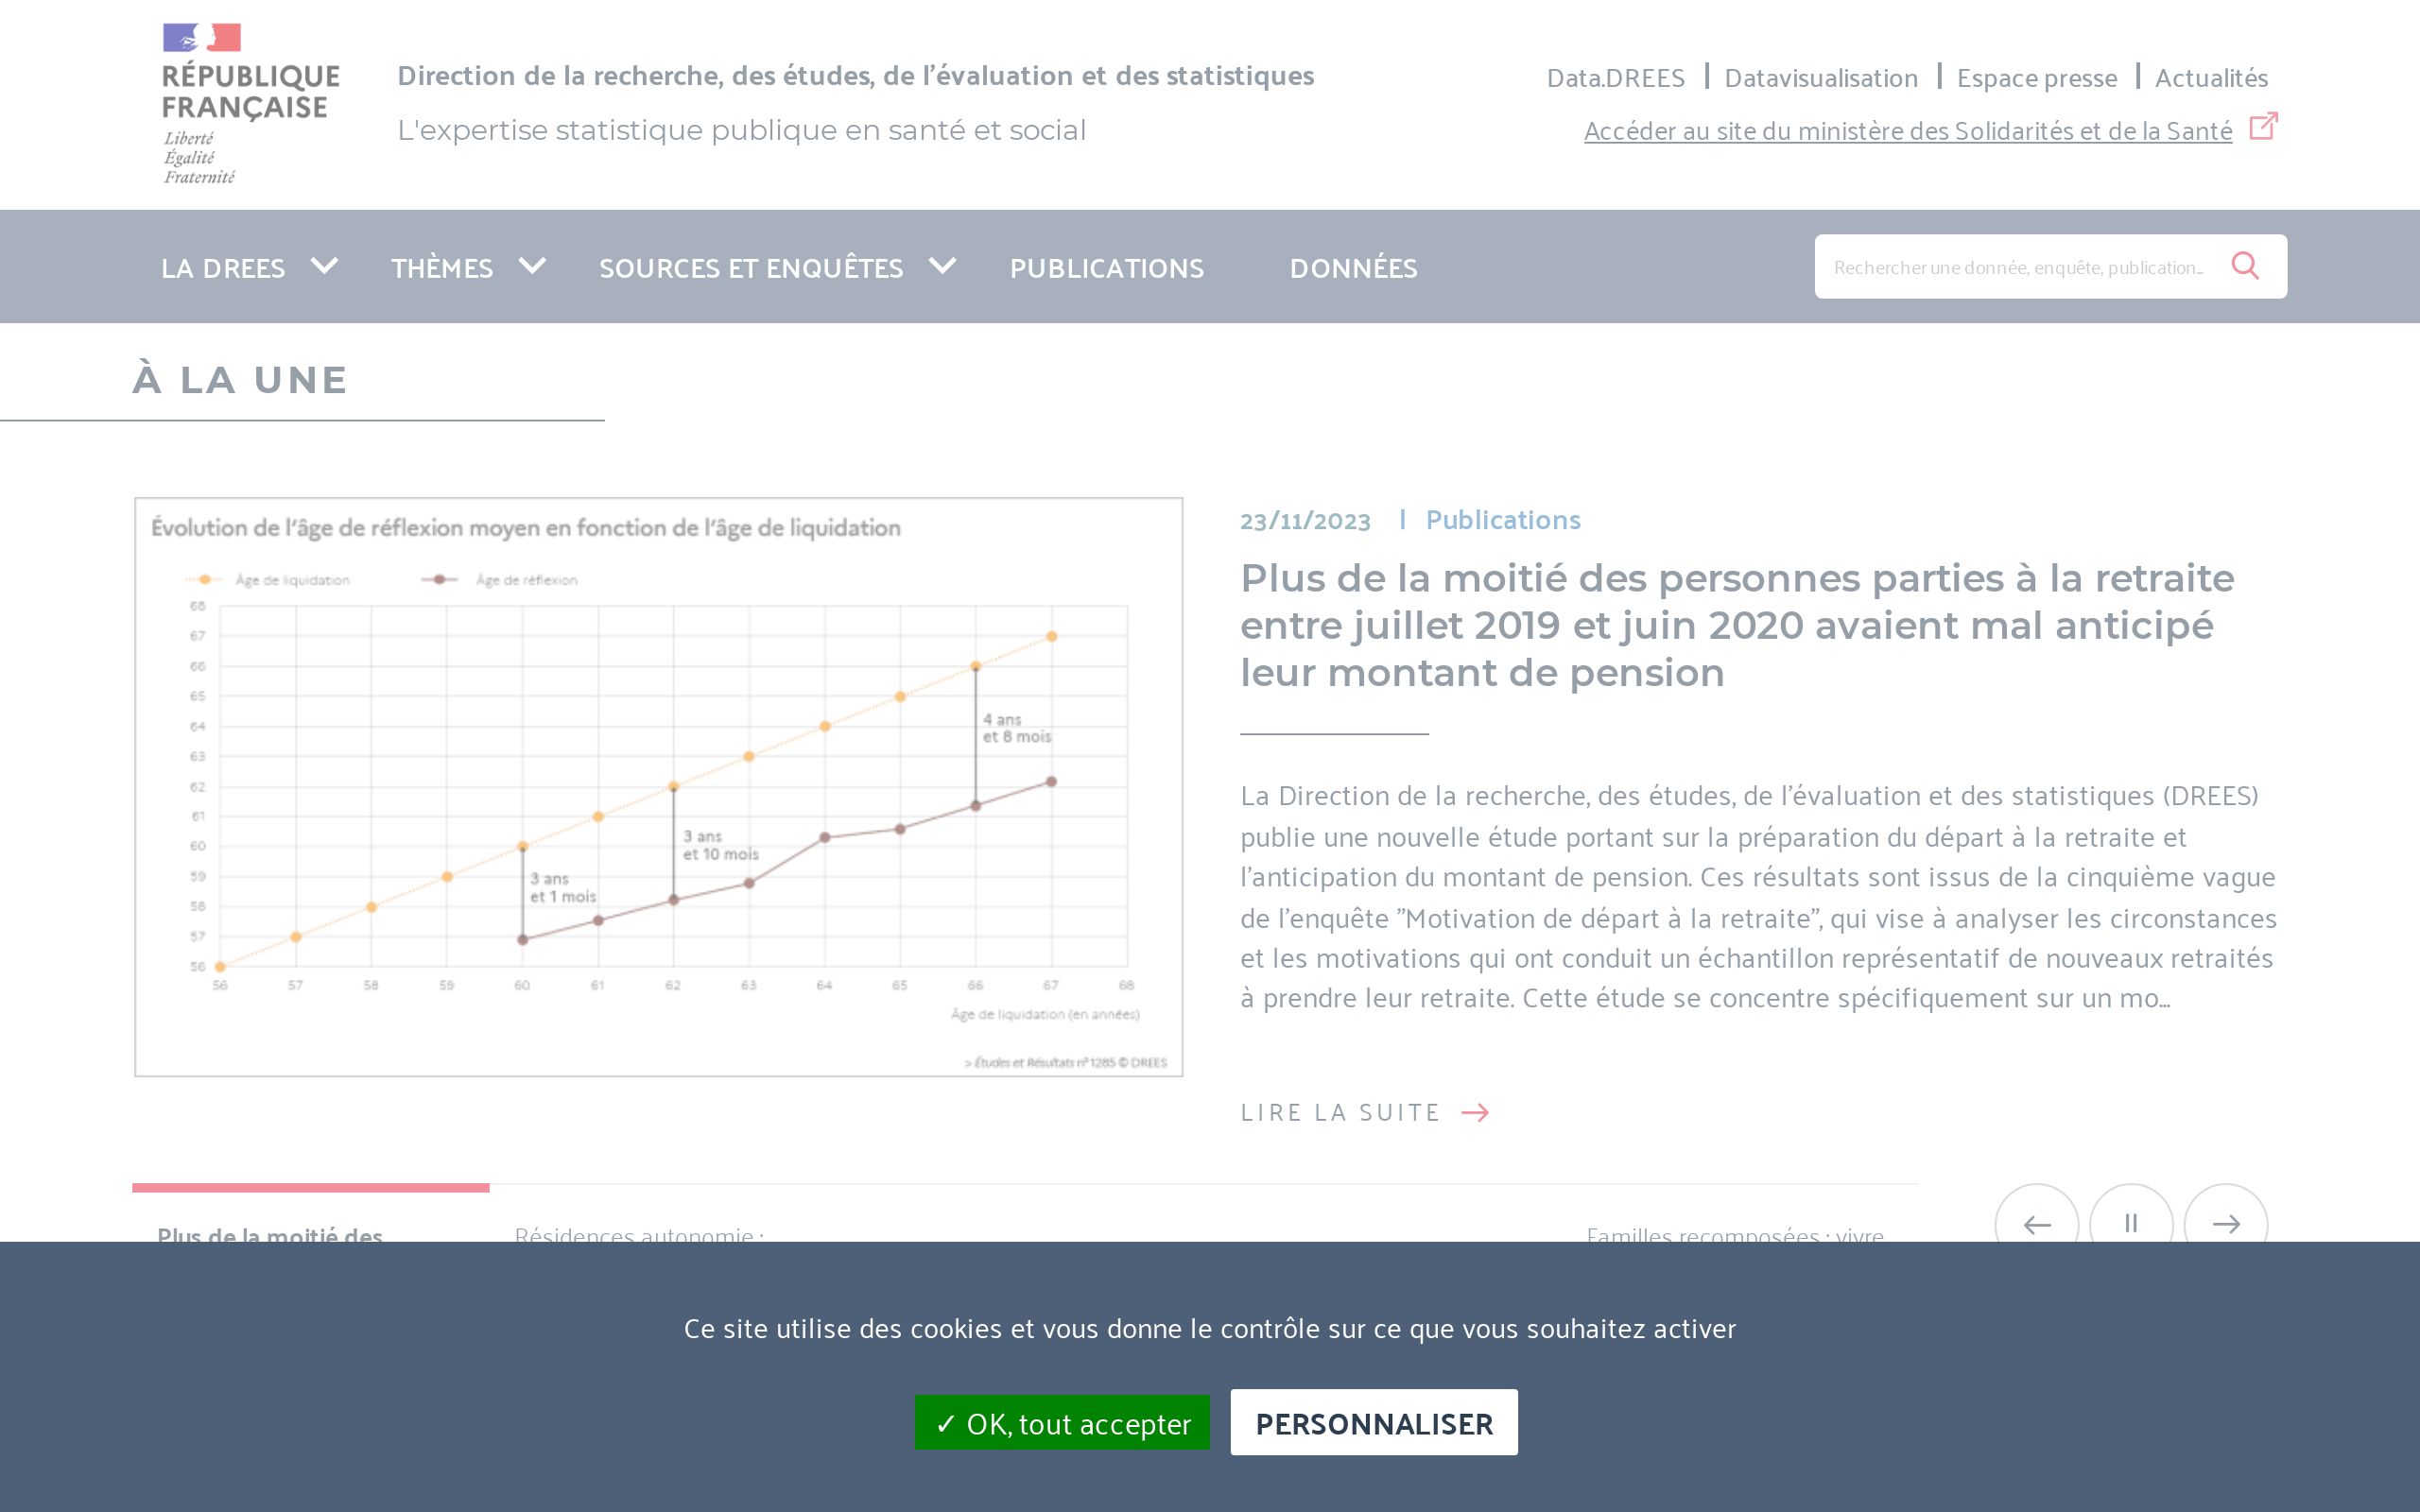 RÉPUBLIQUE
FRANÇAISE
Liberté
Égalité
Fraternité
Direction de la recherche, des études, de l'évaluation et des statistiques
L'expertise statistique publique en santé et social
Data.DREES | Datavisualisation | Espace presse | Actualités
Accéder au site du ministère des Solidarités et de la Santé
LA DREES THÈMES SOURCES ET ENQUÊTES PUBLICATIONS DONNÉES
Rechercher une donnée, enquête, publication...
À LA UNE
Évolution de l'âge de réflexion moyen en fonction de l'âge de liquidation
Âge de liquidation Âge de réflexion
68
67
66
65
64
63
62
61
60
59
58
57
56
4 ans
et 8 mois
3 ans
et 10 mois
3 ans
et 1 mois
56 57 58 59 60 61 62 63 64 65 66 67 68
Âge de liquidation (en années)
> Études et Résultats n°1285 © DREES
23/11/2023 | Publications
Plus de la moitié des personnes parties à la retraite
entre juillet 2019 et juin 2020 avaient mal anticipé
leur montant de pension
La Direction de la recherche, des études, de l'évaluation et des statistiques (DREES)
publie une nouvelle étude portant sur la préparation du départ à la retraite et
l'anticipation du montant de pension. Ces résultats sont issus de la cinquième vague
de l'enquête "Motivation de départ à la retraite", qui vise à analyser les circonstances
et les motivations qui ont conduit un échantillon représentatif de nouveaux retraités
à prendre leur retraite. Cette étude se concentre spécifiquement sur un mo...
LIRE LA SUITE
Plus de la moitié des
Résidences autonomie :
Familles recomposées : vivre
Ce site utilise des cookies et vous donne le contrôle sur ce que vous souhaitez activer
✓ OK, tout accepter PERSONNALISER